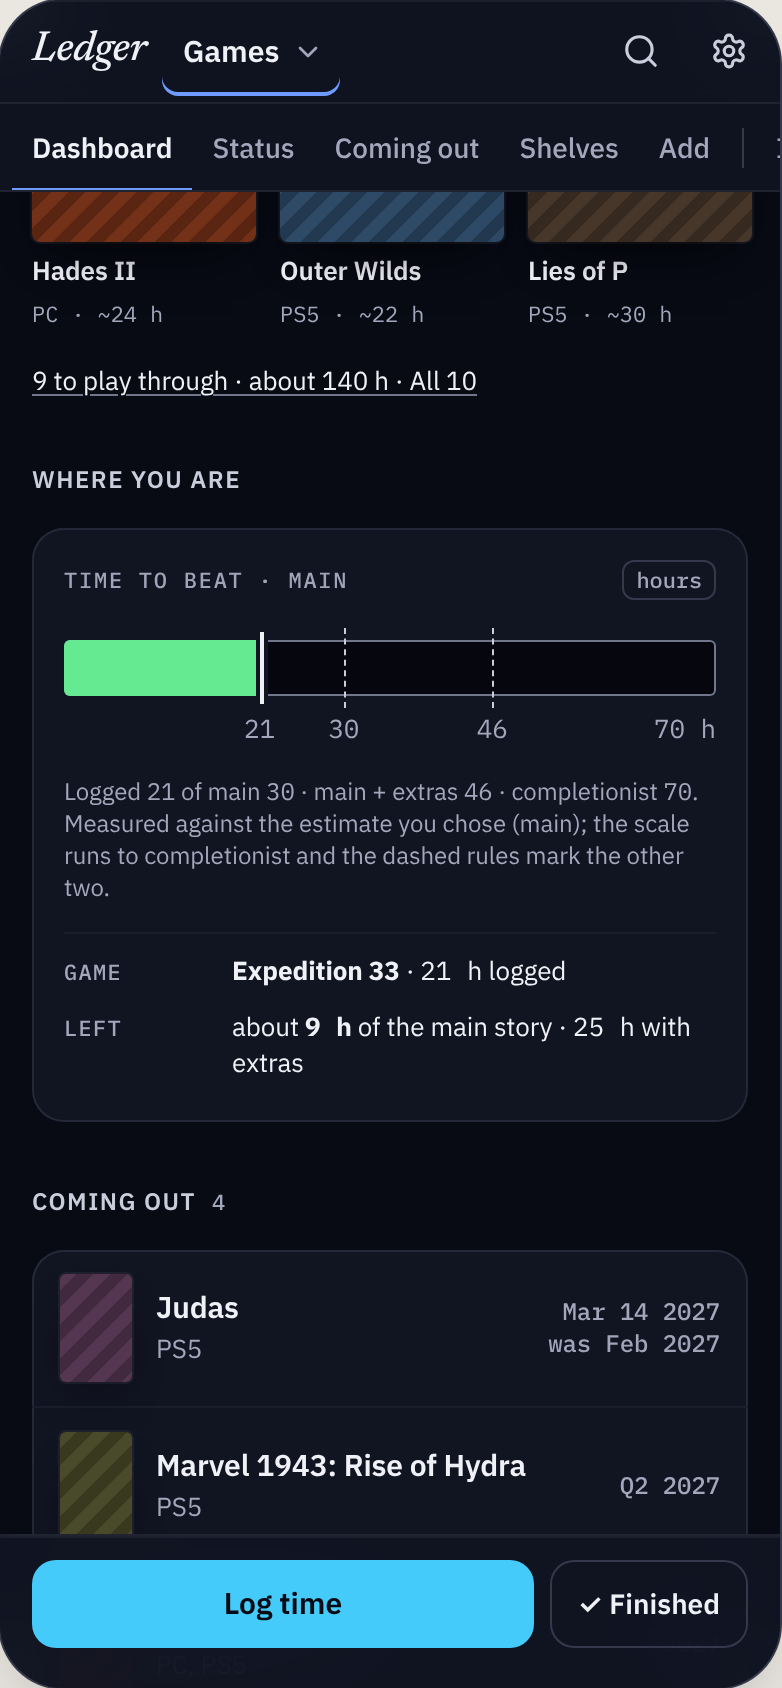 Ledger Games
Dashboard Status Coming out Shelves Add
Hades II Outer Wilds Lies of P
PC · ~24 h PS5 · ~22 h PS5 · ~30 h
9 to play through · about 140 h · All 10
WHERE YOU ARE
TIME TO BEAT · MAIN hours
21 30 46 70 h
Logged 21 of main 30 · main + extras 46 · completionist 70.
Measured against the estimate you chose (main); the scale
runs to completionist and the dashed rules mark the other
two.
GAME Expedition 33 · 21 h logged
LEFT about 9 h of the main story · 25 h with
extras
COMING OUT 4
Judas Mar 14 2027
PS5 was Feb 2027
Marvel 1943: Rise of Hydra Q2 2027
PS5
Log time ✓ Finished
PC, PS5